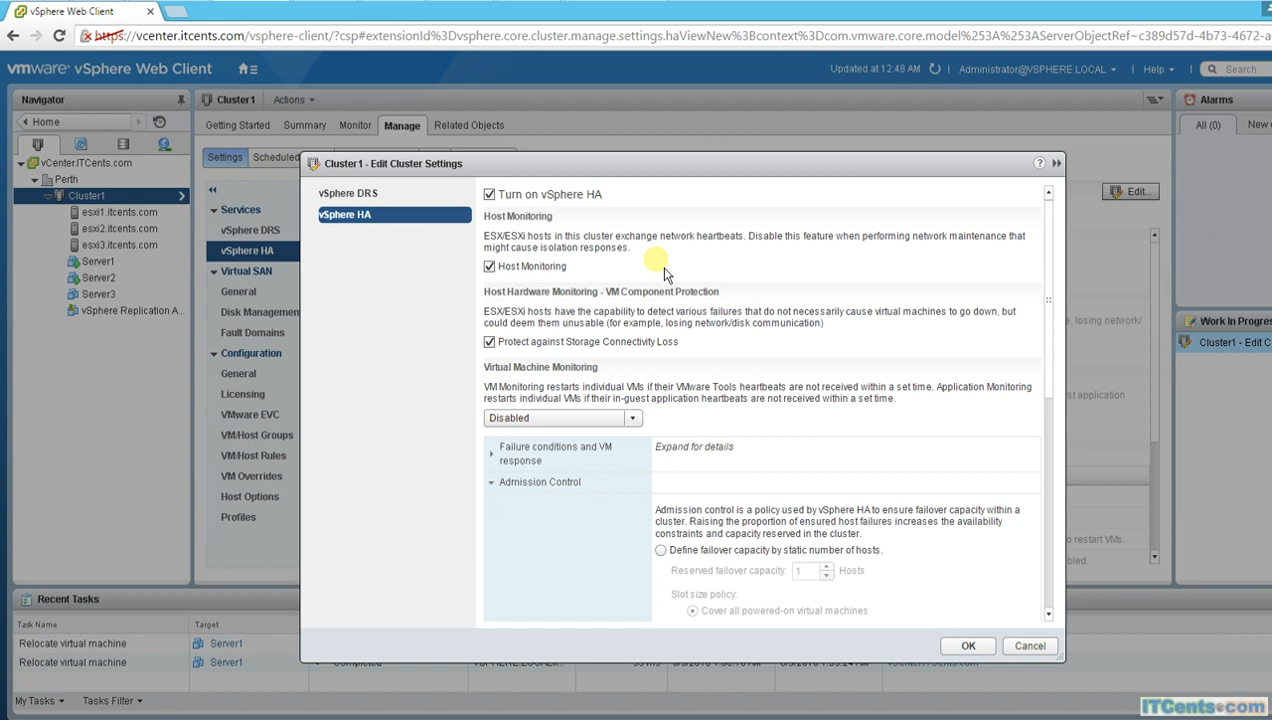 vSphere Web Client
https://vcenter.itcents.com/vsphere-client/?csp#extensionId%3Dvsphere.core.cluster.manage.settings.haViewNew%3Bcontext%3Dcom.vmware.core.model%253A%253AServerObjectRef~c389d57d-4b73-4672-a
vmware® vSphere Web Client
Updated at 12:48 AM
Administrator@VSPHERE.LOCAL
Help
Search
Navigator
Home
vCenter.ITCents.com
Perth
Cluster1
esxi1.itcents.com
esxi2.itcents.com
esxi3.itcents.com
Server1
Server2
Server3
vSphere Replication A...
Cluster1
Actions
Getting Started
Summary
Monitor
Manage
Related Objects
Settings
Scheduled
Services
vSphere DRS
vSphere HA
Virtual SAN
General
Disk Managemen
Fault Domains
Configuration
General
Licensing
VMware EVC
VM/Host Groups
VM/Host Rules
VM Overrides
Host Options
Profiles
Edit...
Cluster1 - Edit Cluster Settings
vSphere DRS
vSphere HA
Turn on vSphere HA
Host Monitoring
ESX/ESXi hosts in this cluster exchange network heartbeats. Disable this feature when performing network maintenance that
might cause isolation responses.
Host Monitoring
Host Hardware Monitoring - VM Component Protection
ESX/ESXi hosts have the capability to detect various failures that do not necessarily cause virtual machines to go down, but
could deem them unusable (for example, losing network/disk communication)
Protect against Storage Connectivity Loss
Virtual Machine Monitoring
VM Monitoring restarts individual VMs if their VMware Tools heartbeats are not received within a set time. Application Monitoring
restarts individual VMs if their in-guest application heartbeats are not received within a set time.
Disabled
Failure conditions and VM
response
Expand for details
Admission Control
Admission control is a policy used by vSphere HA to ensure failover capacity within a
cluster. Raising the proportion of ensured host failures increases the availability
constraints and capacity reserved in the cluster.
Define failover capacity by static number of hosts.
Reserved failover capacity: 1 Hosts
Slot size policy:
Cover all powered-on virtual machines
OK
Cancel
losing network/
st application
to restart VMs.
bled.
Alarms
All (0)
New
Work In Progres
Cluster1 - Edit C
Recent Tasks
Task Name
Target
Relocate virtual machine
Server1
Relocate virtual machine
Server1
Completed
My Tasks
Tasks Filter
ITCents.com